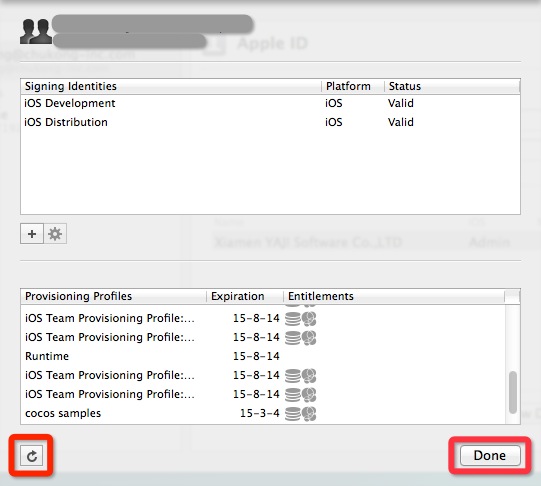 Apple ID
Signing Identities Platform Status
iOS Development iOS Valid
iOS Distribution iOS Valid
Xiamen YAJI Software Co.,LTD Admin
Provisioning Profiles Expiration Entitlements
iOS Team Provisioning Profile:... 15-8-14
iOS Team Provisioning Profile:... 15-8-14
Runtime 15-8-14
iOS Team Provisioning Profile:... 15-8-14
iOS Team Provisioning Profile:... 15-8-14
cocos samples 15-3-4
Done